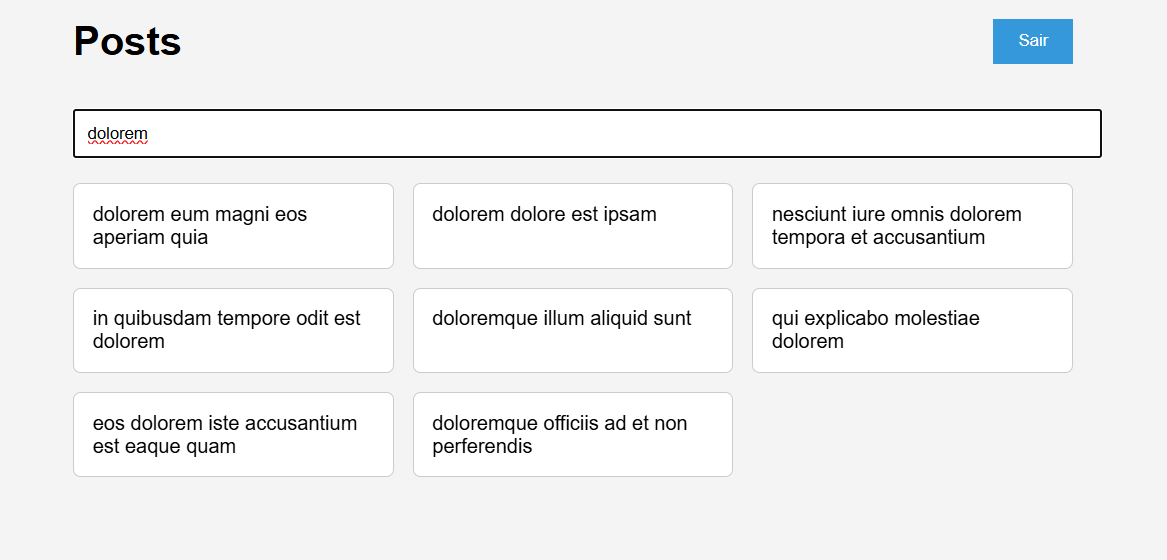 Posts
Sair
dolorem
dolorem eum magni eos
aperiam quia
dolorem dolore est ipsam
nesciunt iure omnis dolorem
tempora et accusantium
in quibusdam tempore odit est
dolorem
doloremque illum aliquid sunt
qui explicabo molestiae
dolorem
eos dolorem iste accusantium
est eaque quam
doloremque officiis ad et non
perferendis